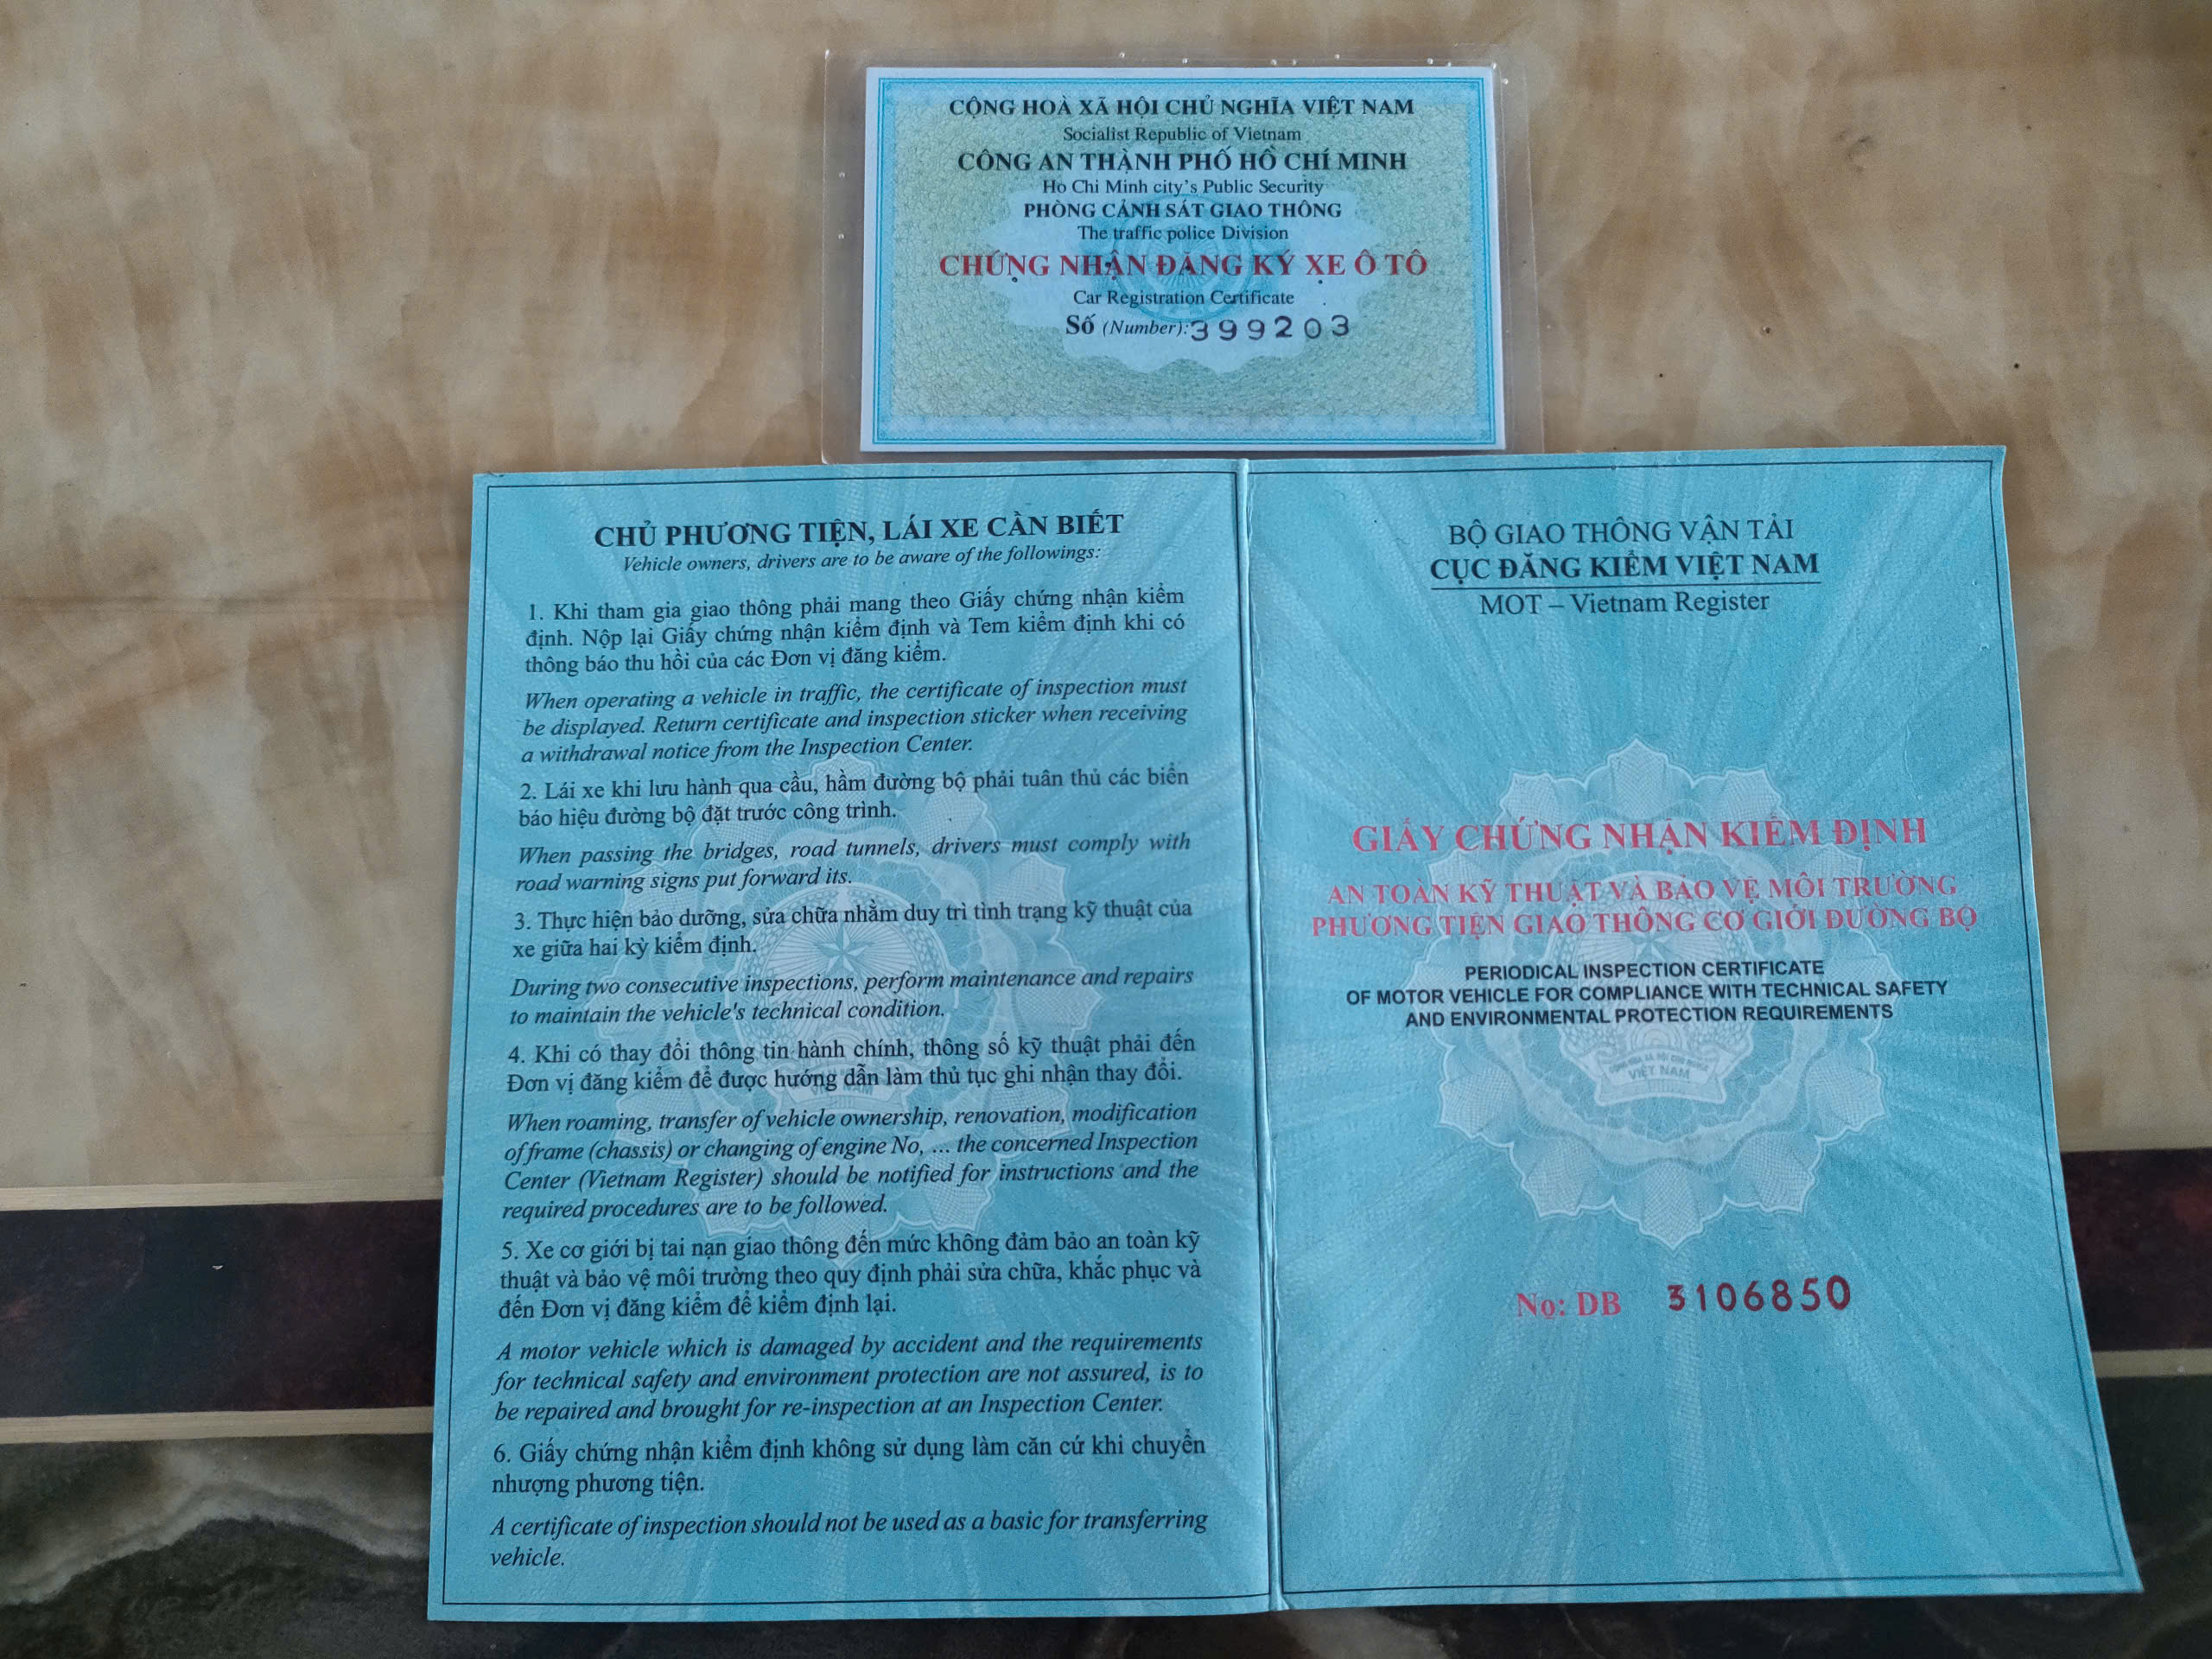 CỘNG HOÀ XÃ HỘI CHỦ NGHĨA VIỆT NAM
Socialist Republic of Vietnam
CÔNG AN THÀNH PHỐ HỒ CHÍ MINH
Ho Chi Minh city's Public Security
PHÒNG CẢNH SÁT GIAO THÔNG
The traffic police Division
CHỨNG NHẬN ĐĂNG KÝ XE Ô TÔ
Car Registration Certificate
Số (Number): 399203
CHỦ PHƯƠNG TIỆN, LÁI XE CẦN BIẾT
Vehicle owners, drivers are to be aware of the followings:
1. Khi tham gia giao thông phải mang theo Giấy chứng nhận kiểm
định. Nộp lại Giấy chứng nhận kiểm định và Tem kiểm định khi có
thông báo thu hồi của các Đơn vị đăng kiểm.
When operating a vehicle in traffic, the certificate of inspection must
be displayed. Return certificate and inspection sticker when receiving
a withdrawal notice from the Inspection Center.
2. Lái xe khi lưu hành qua cầu, hầm đường bộ phải tuân thủ các biển
báo hiệu đường bộ đặt trước công trình.
When passing the bridges, road tunnels, drivers must comply with
road warning signs put forward its.
3. Thực hiện bảo dưỡng, sửa chữa nhằm duy trì tình trạng kỹ thuật của
xe giữa hai kỳ kiểm định.
During two consecutive inspections, perform maintenance and repairs
to maintain the vehicle's technical condition.
4. Khi có thay đổi thông tin hành chính, thông số kỹ thuật phải đến
Đơn vị đăng kiểm để được hướng dẫn làm thủ tục ghi nhận thay đổi.
When roaming, transfer of vehicle ownership, renovation, modification
of frame (chassis) or changing of engine No, ... the concerned Inspection
Center (Vietnam Register) should be notified for instructions and the
required procedures are to be followed.
5. Xe cơ giới bị tai nạn giao thông đến mức không đảm bảo an toàn kỹ
thuật và bảo vệ môi trường theo quy định phải sửa chữa, khắc phục và
đến Đơn vị đăng kiểm để kiểm định lại.
A motor vehicle which is damaged by accident and the requirements
for technical safety and environment protection are not assured, is to
be repaired and brought for re-inspection at an Inspection Center.
6. Giấy chứng nhận kiểm định không sử dụng làm căn cứ khi chuyển
nhượng phương tiện.
A certificate of inspection should not be used as a basic for transferring
vehicle.
BỘ GIAO THÔNG VẬN TẢI
CỤC ĐĂNG KIỂM VIỆT NAM
MOT – Vietnam Register
GIẤY CHỨNG NHẬN KIỂM ĐỊNH
AN TOÀN KỸ THUẬT VÀ BẢO VỆ MÔI TRƯỜNG
PHƯƠNG TIỆN GIAO THÔNG CƠ GIỚI ĐƯỜNG BỘ
PERIODICAL INSPECTION CERTIFICATE
OF MOTOR VEHICLE FOR COMPLIANCE WITH TECHNICAL SAFETY
AND ENVIRONMENTAL PROTECTION REQUIREMENTS
VIỆT NAM
No: DB 3106850